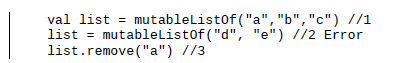 val list = mutableListOf("a","b","c") //1
list = mutableListOf("d", "e") //2 Error
list.remove("a") //3